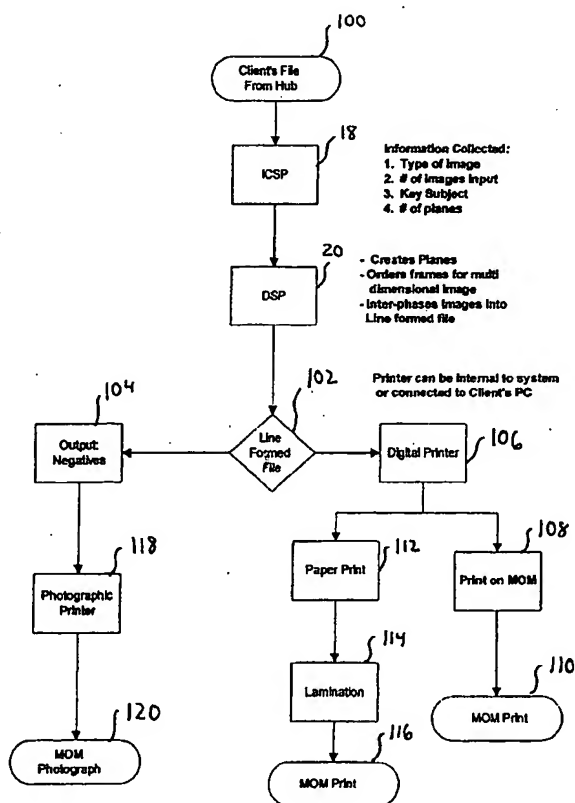 100
Client's File
From Hub
18
ICSP
Information Collected:
1. Type of Image
2. # of Images Input
3. Key Subject
4. # of planes
20
DSP
- Creates Planes
- Orders frames for multi
dimensional image
- Inter-phases Images into
Line formed file
102
Line
Formed
File
Printer can be Internal to system
or connected to Client's PC
104
Output:
Negatives
106
Digital Printer
118
Photographic
Printer
112
Paper Print
108
Print on MOM
114
Lamination
110
MOM Print
120
MOM
Photograph
116
MOM Print